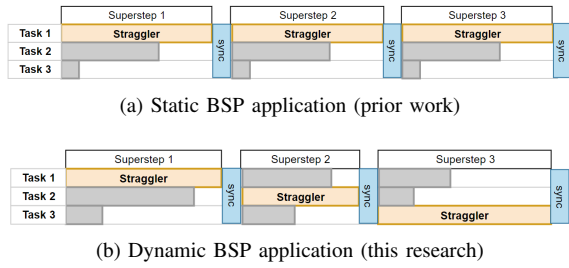 Superstep 1 Superstep 2 Superstep 3
Task 1 Straggler Straggler Straggler
Task 2
Task 3
sync sync sync
(a) Static BSP application (prior work)
Superstep 1 Superstep 2 Superstep 3
Task 1 Straggler
Task 2 Straggler
Task 3 Straggler
sync sync sync
(b) Dynamic BSP application (this research)